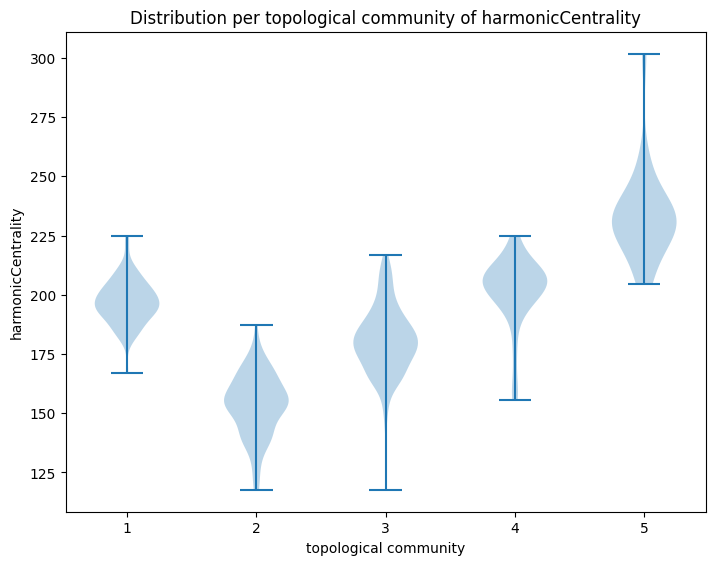 Distribution per topological community of harmonicCentrality
300
275
250
225
200
175
150
125
harmonicCentrality
1 2 3 4 5
topological community